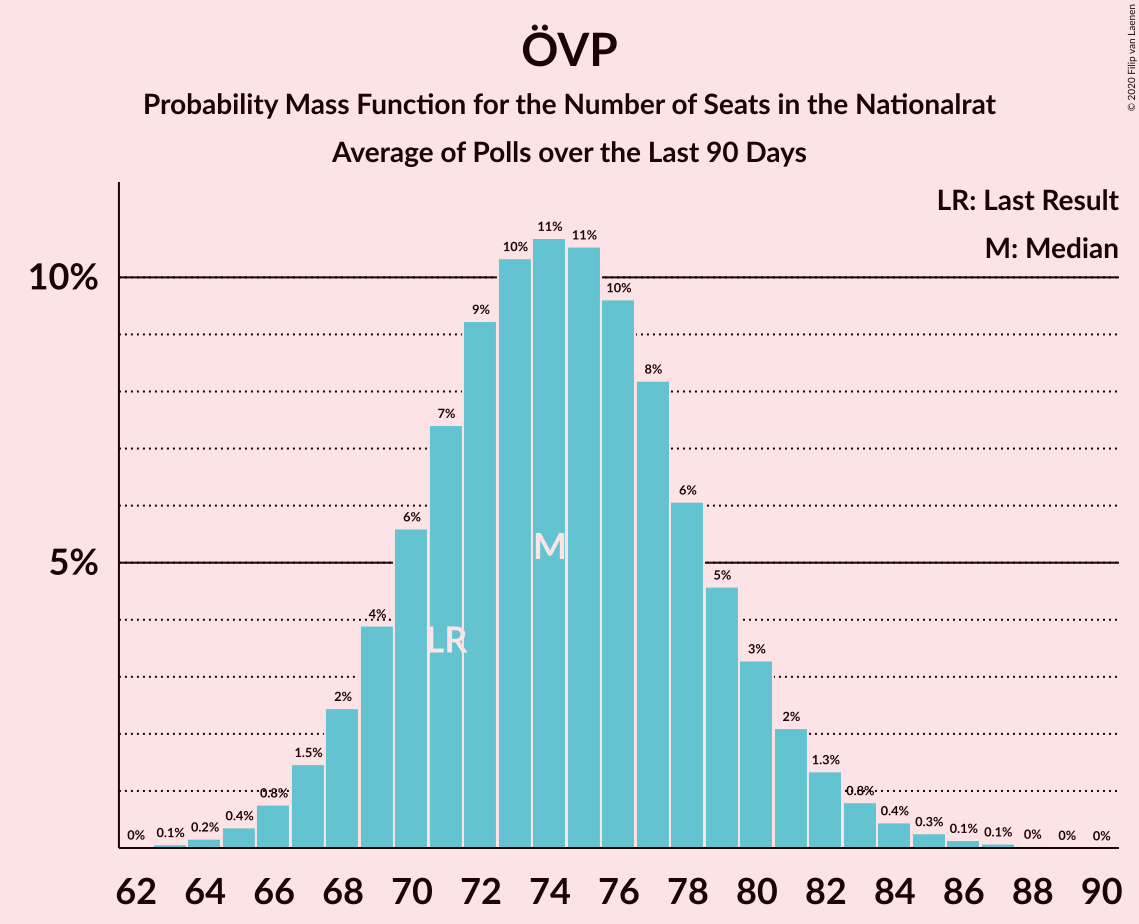 ÖVP
Probability Mass Function for the Number of Seats in the Nationalrat
Average of Polls over the Last 90 Days
© 2020 Filip van Laenen
LR: Last Result
M: Median
10%
5%
0% 0.1% 0.2% 0.4% 0.8% 1.5% 2% 4% 6% 7% 9% 10% 11% 11% 10% 8% 6% 5% 3% 2% 1.3% 0.8% 0.4% 0.3% 0.1% 0.1% 0% 0% 0%
M
LR
62 64 66 68 70 72 74 76 78 80 82 84 86 88 90